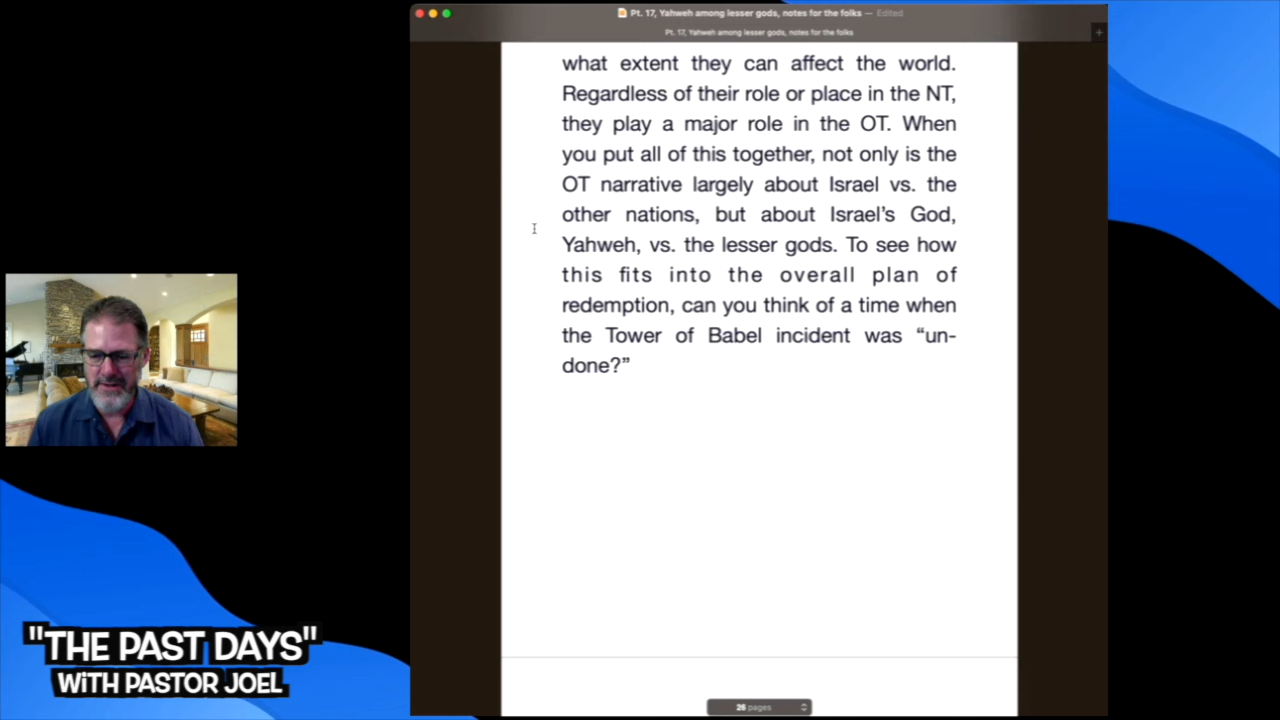 Pt. 17, Yahweh among lesser gods, notes for the folks — Edited
Pt. 17, Yahweh among lesser gods, notes for the folks
+
what extent they can affect the world.
Regardless of their role or place in the NT,
they play a major role in the OT. When
you put all of this together, not only is the
OT narrative largely about Israel vs. the
other nations, but about Israel’s God,
Yahweh, vs. the lesser gods. To see how
this fits into the overall plan of
redemption, can you think of a time when
the Tower of Babel incident was “un-
done?”
26 pages
"THE PAST DAYS"
WiTH PASTOR JOEL